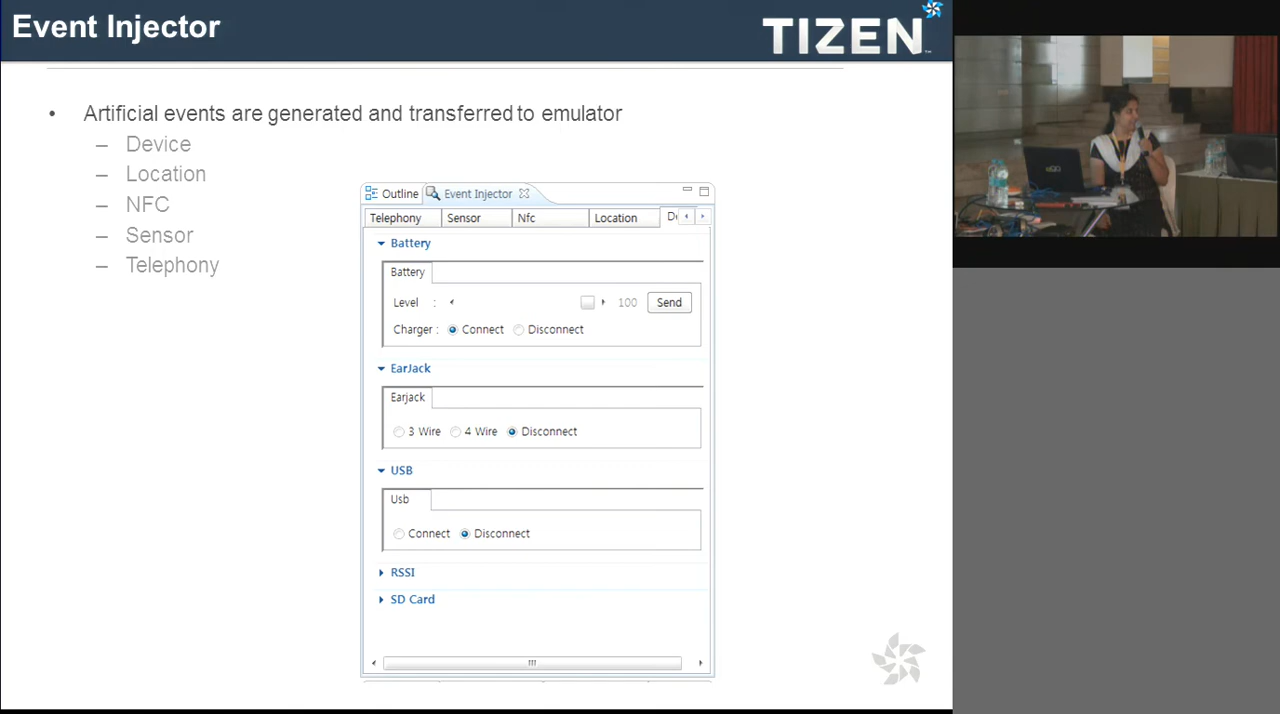 Event Injector
TIZEN™
• Artificial events are generated and transferred to emulator
– Device
– Location
– NFC
– Sensor
– Telephony
Outline Event Injector
Telephony Sensor Nfc Location
Battery
Battery
Level : 100 Send
Charger : Connect Disconnect
EarJack
Earjack
3 Wire 4 Wire Disconnect
USB
Usb
Connect Disconnect
RSSI
SD Card